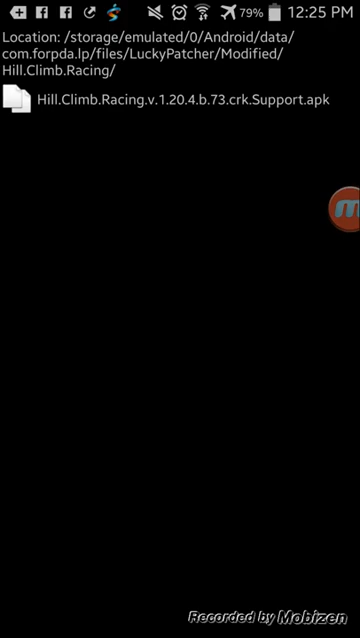 79% 12:25 PM
Location: /storage/emulated/0/Android/data/
com.forpda.lp/files/LuckyPatcher/Modified/
Hill.Climb.Racing/
Hill.Climb.Racing.v.1.20.4.b.73.crk.Support.apk
Recorded by Mobizen